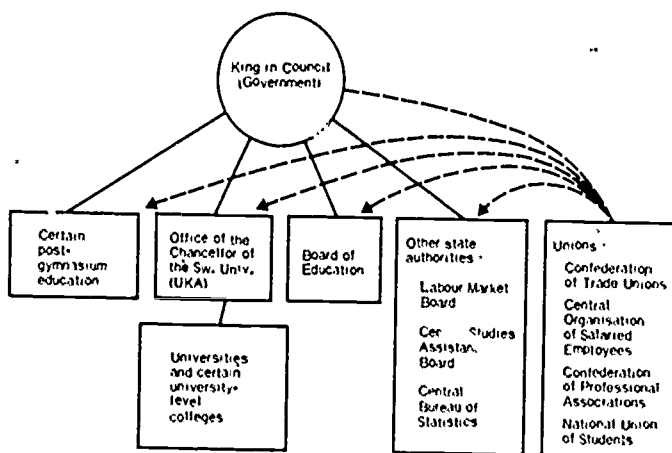 King in Council
(Government)
Certain
post-
gymnasium
education
Office of the
Chancellor of
the Sw. Univ.
(UKA)
Board of
Education
Other state
authorities
Labour Market
Board
Studies
Board
Central
Bureau of
Statistics
Unions
Confederation
of Trade Unions
Central
Organisation
of Salaried
Employees
Confederation
of Professional
Associations
National Union
of Students
Universities
and certain
university-
level
colleges